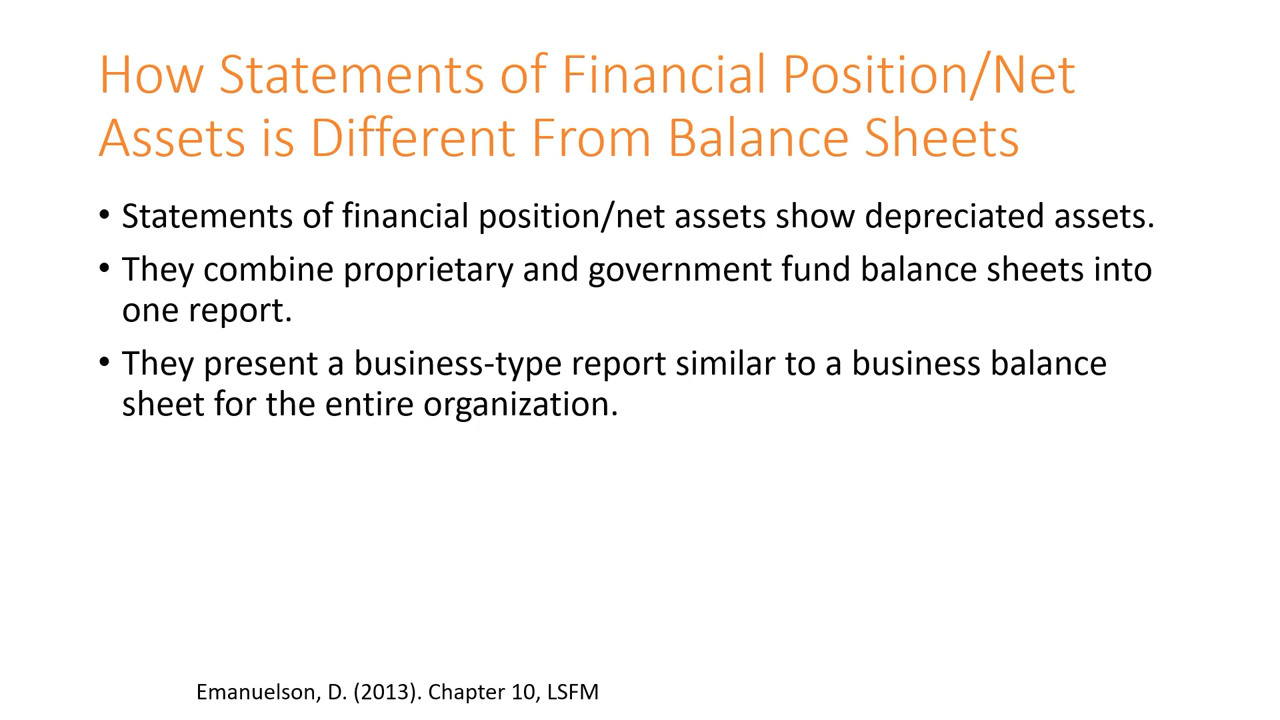 How Statements of Financial Position/Net
Assets is Different From Balance Sheets
• Statements of financial position/net assets show depreciated assets.
• They combine proprietary and government fund balance sheets into
one report.
• They present a business-type report similar to a business balance
sheet for the entire organization.
Emanuelson, D. (2013). Chapter 10, LSFM